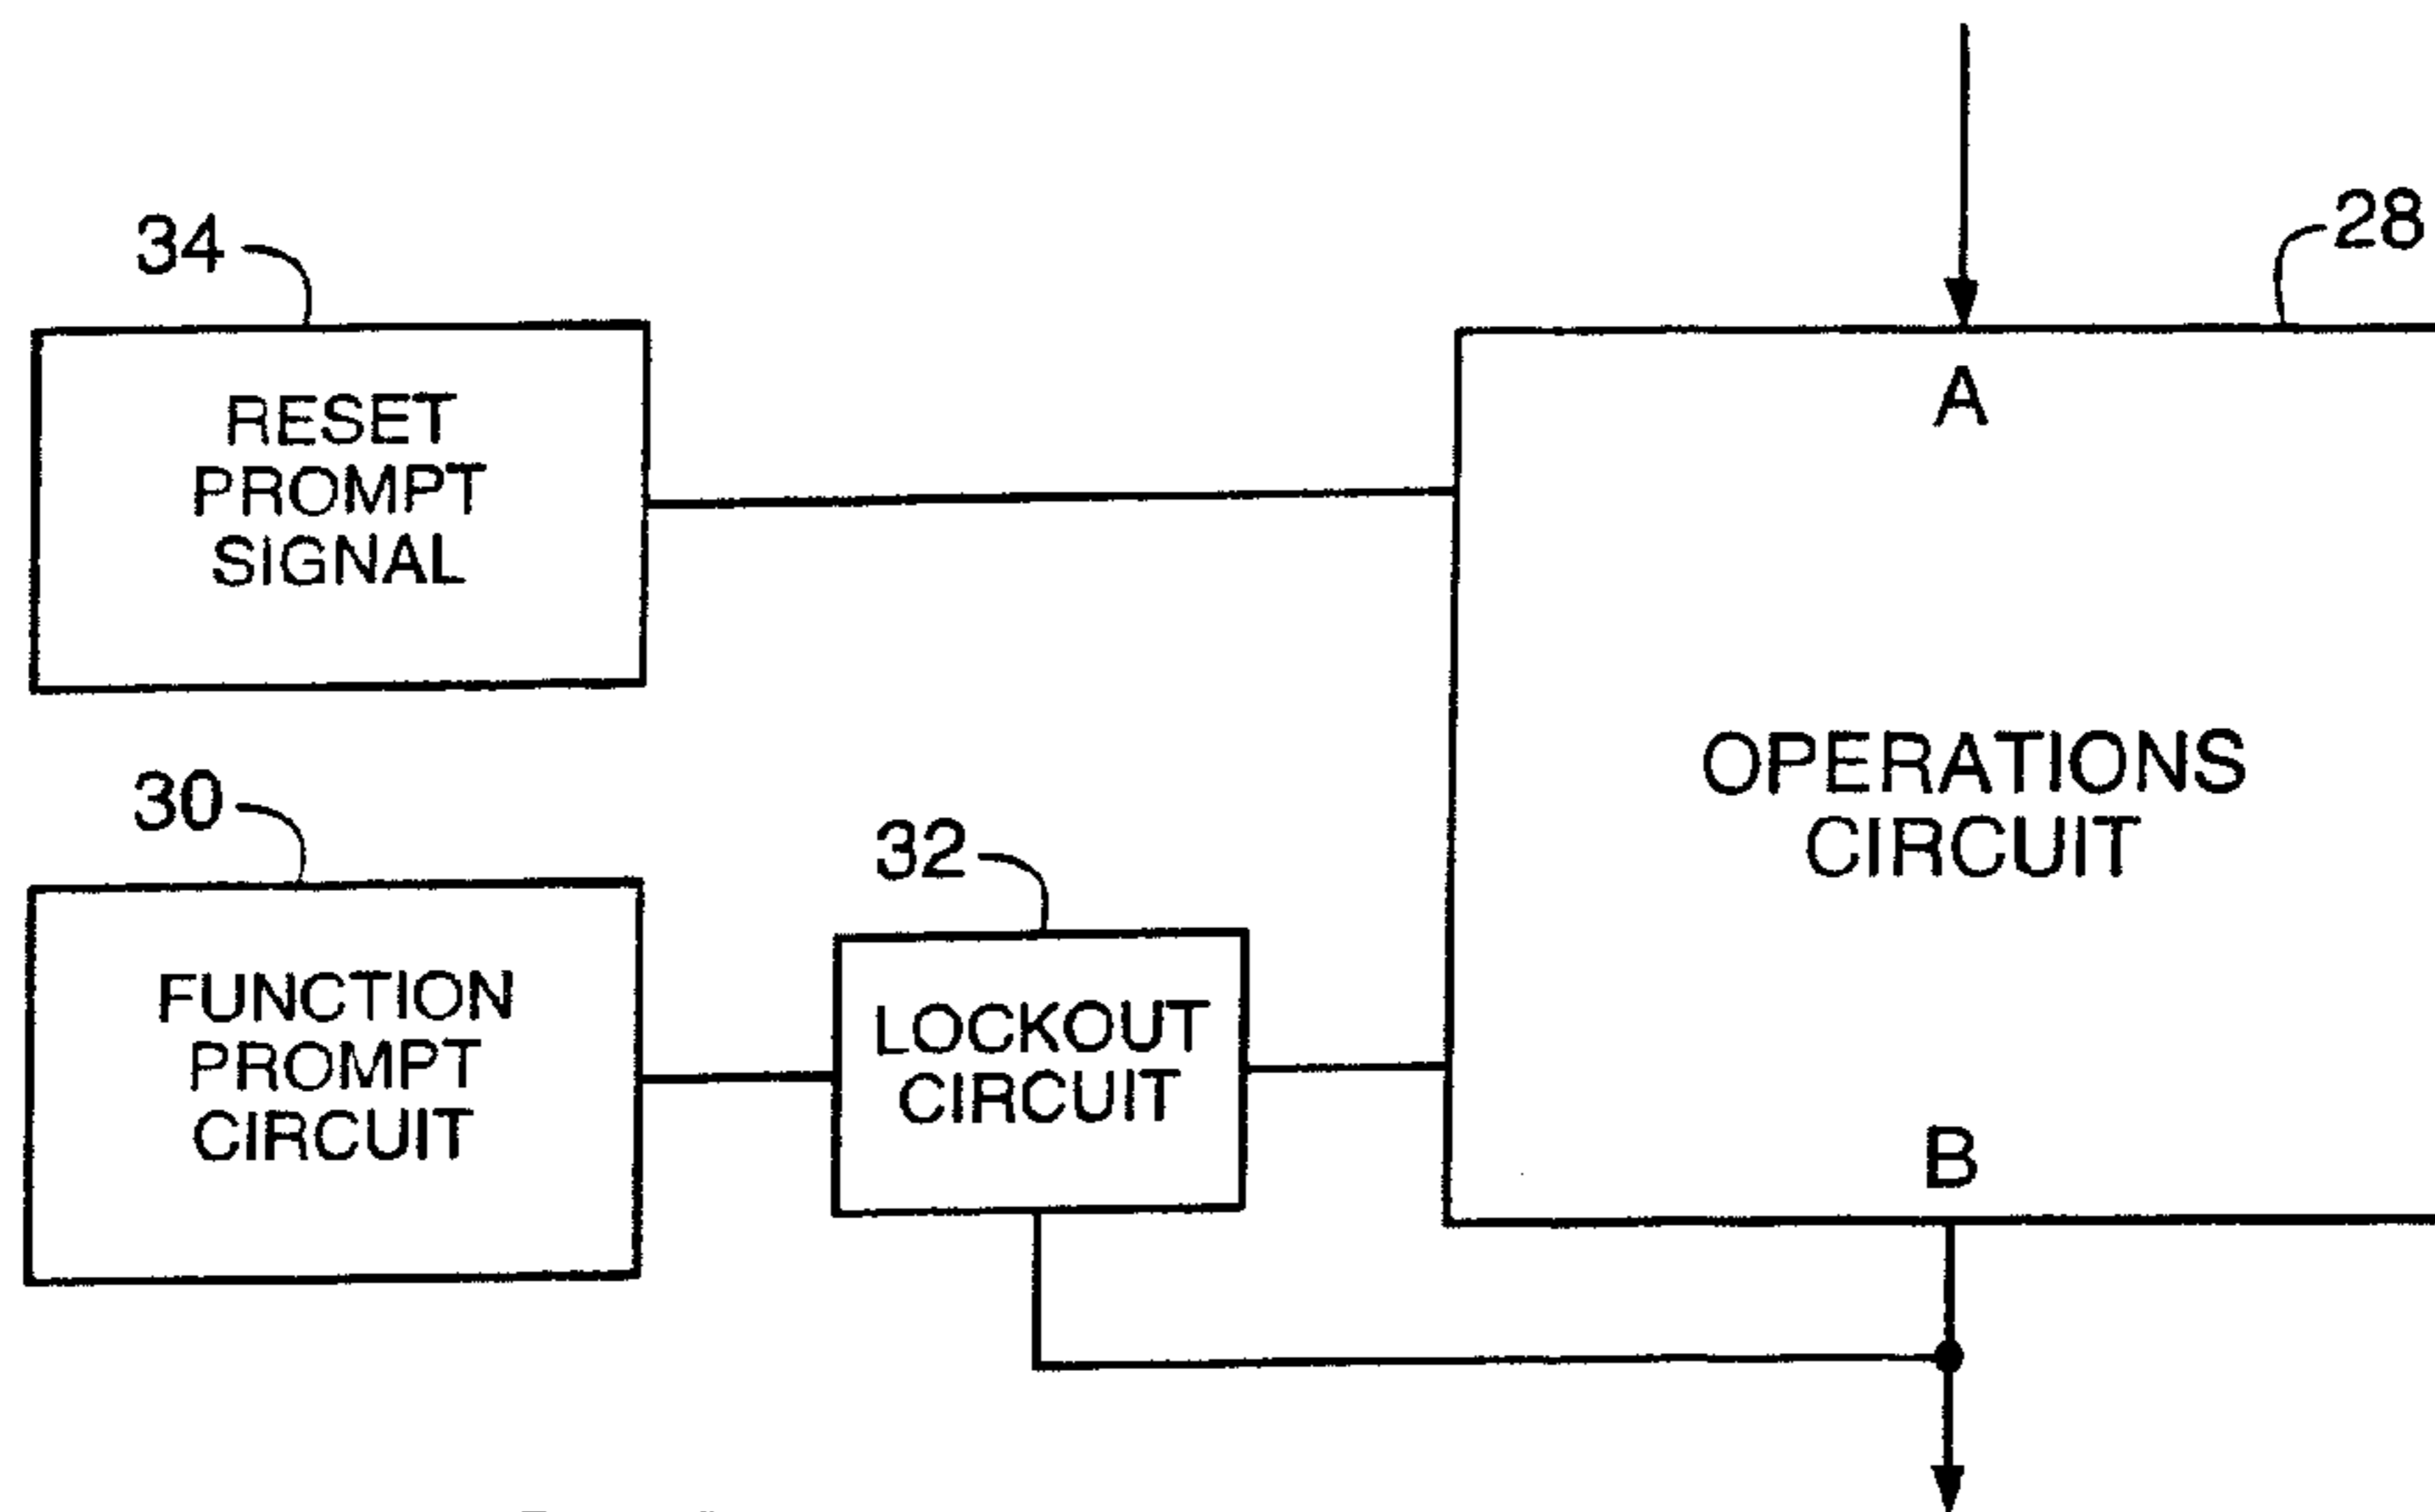 34
28
A
RESET
PROMPT
SIGNAL
OPERATIONS
CIRCUIT
30
32
FUNCTION
PROMPT
CIRCUIT
LOCKOUT
CIRCUIT
B